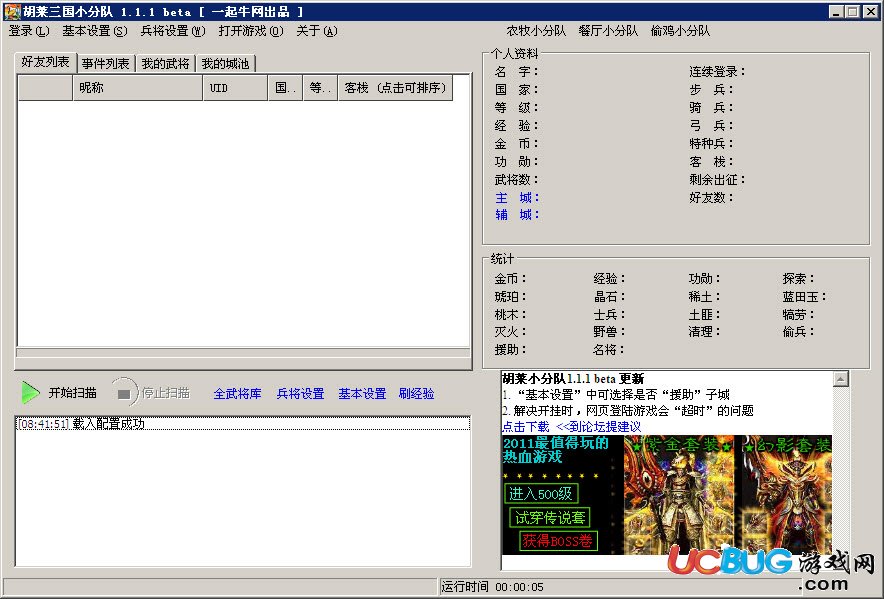 胡莱三国小分队 1.1.1 beta [ 一起牛网出品 ]
登录(L) 基本设置(S) 兵将设置(W) 打开游戏(O) 关于(A) 农牧小分队 餐厅小分队 偷鸡小分队
好友列表 事件列表 我的武将 我的城池
昵称 UID 国.. 等.. 客栈 (点击可排序)
个人资料
名 字： 连续登录：
国 家： 步 兵：
等 级： 骑 兵：
经 验： 弓 兵：
金 币： 特种兵：
功 勋： 客 栈：
武将数： 剩余出征：
主 城： 好友数：
辅 城：
统计
金币： 经验： 功勋： 探索：
琥珀： 晶石： 稀土： 蓝田玉：
桃木： 士兵： 土匪： 犒劳：
灭火： 野兽： 清理： 偷兵：
援助： 名将：
开始扫描 停止扫描 全武将库 兵将设置 基本设置 刷经验
[08:41:51] 载入配置成功
胡莱小分队1.1.1 beta 更新
1. “基本设置”中可选择是否“援助”子城
2. 解决开挂时，网页登陆游戏会“超时”的问题
点击下载 <<到论坛提建议
2011最值得玩的
热血游戏
进入500级
试穿传说套
获得BOSS卷
★紫金套装★
★幻影套装★
UCBUG游戏网
.com
运行时间 00:00:05